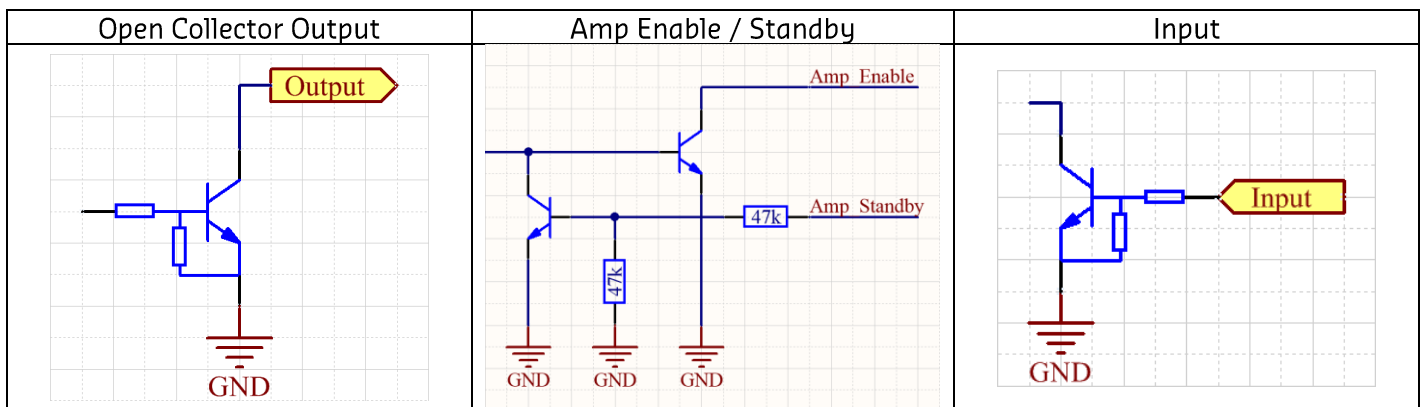 Open Collector Output
Amp Enable / Standby
Input
Output
GND
Amp Enable
Amp Standby
47k
47k
GND
GND
GND
Input
GND